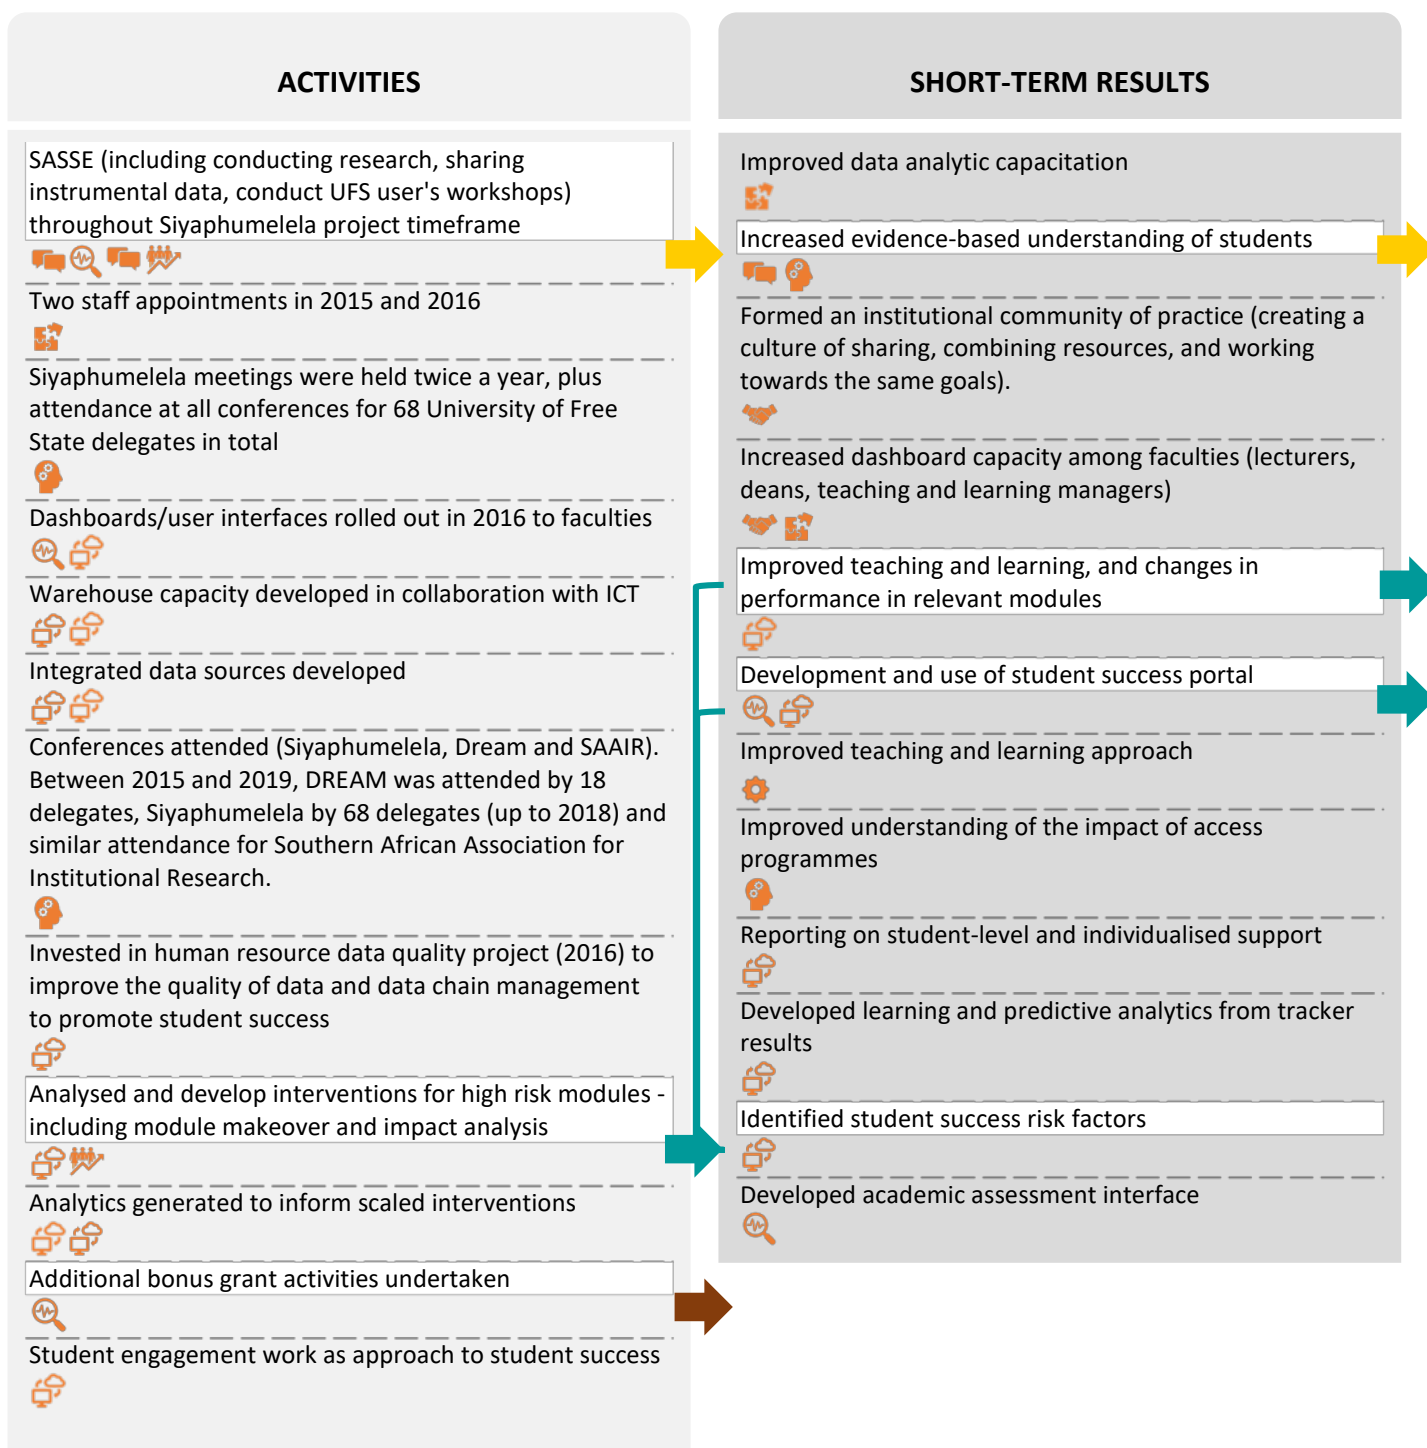 ACTIVITIES
SASSE (including conducting research, sharing
instrumental data, conduct UFS user's workshops)
throughout Siyaphumelela project timeframe
Two staff appointments in 2015 and 2016
Siyaphumelela meetings were held twice a year, plus
attendance at all conferences for 68 University of Free
State delegates in total
Dashboards/user interfaces rolled out in 2016 to faculties
Warehouse capacity developed in collaboration with ICT
Integrated data sources developed
Conferences attended (Siyaphumelela, Dream and SAAIR).
Between 2015 and 2019, DREAM was attended by 18
delegates, Siyaphumelela by 68 delegates (up to 2018) and
similar attendance for Southern African Association for
Institutional Research.
Invested in human resource data quality project (2016) to
improve the quality of data and data chain management
to promote student success
Analysed and develop interventions for high risk modules -
including module makeover and impact analysis
Analytics generated to inform scaled interventions
Additional bonus grant activities undertaken
Student engagement work as approach to student success
SHORT-TERM RESULTS
Improved data analytic capacitation
Increased evidence-based understanding of students
Formed an institutional community of practice (creating a
culture of sharing, combining resources, and working
towards the same goals).
Increased dashboard capacity among faculties (lecturers,
deans, teaching and learning managers)
Improved teaching and learning, and changes in
performance in relevant modules
Development and use of student success portal
Improved teaching and learning approach
Improved understanding of the impact of access
programmes
Reporting on student-level and individualised support
Developed learning and predictive analytics from tracker
results
Identified student success risk factors
Developed academic assessment interface